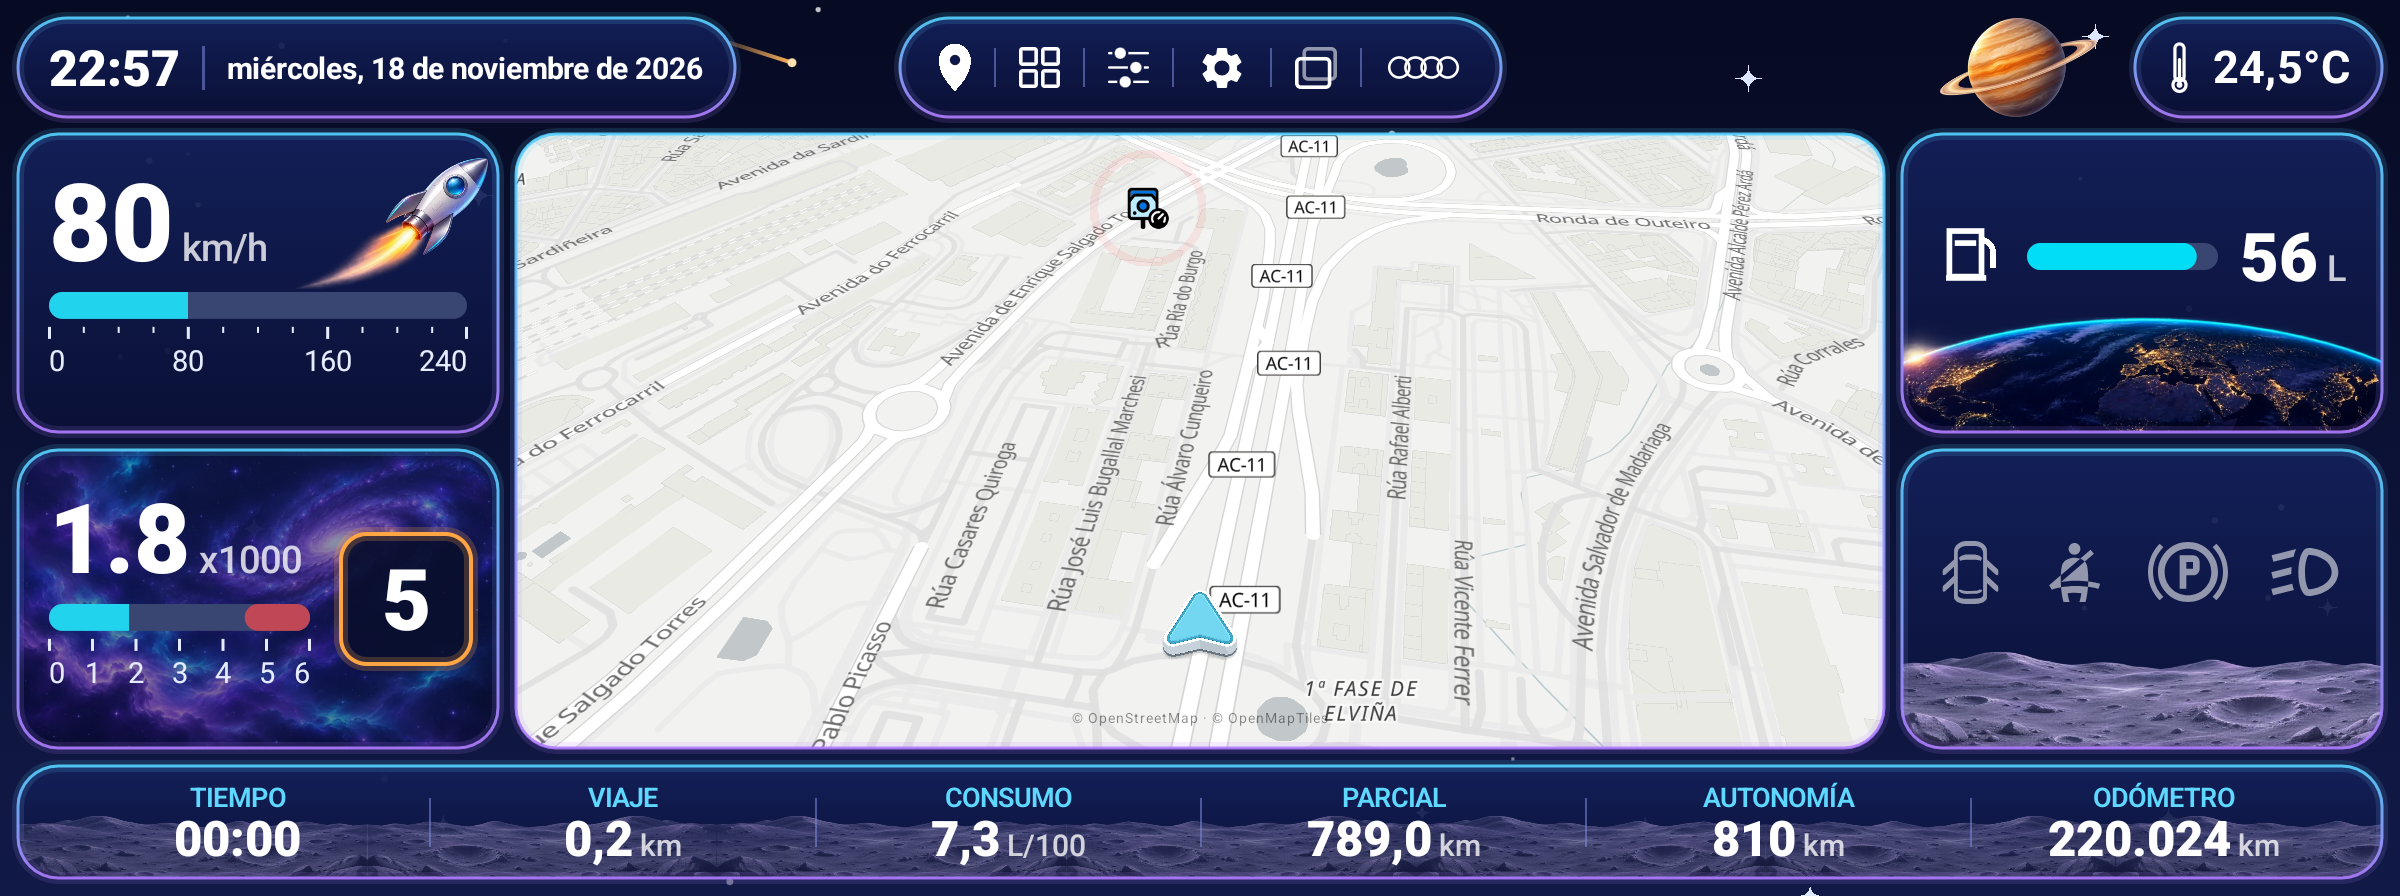 22:57
miércoles, 18 de noviembre de 2026
24,5°C
80 km/h
0 80 160 240
1.8 x1000
0 1 2 3 4 5 6
5
Avenida da Sardiñ
Sardiñeira
Avenida do Ferrocarril
do Ferrocarril
Avenida de Enrique Salgado To
ue Salgado Torres
Pablo Picasso
Rúa Casares Quiroga
Rúa José Luis Bugallal Marchesi
Rúa Álvaro Cunqueiro
Rúa Ría do Burgo
AC-11
AC-11
AC-11
AC-11
AC-11
AC-11
Ronda de Outeiro
Avenida Alcalde Pérez Ardá
Rúa Corrales
Avenida de
Avenida Salvador de Madariaga
Rúa Rafael Alberti
Rúa Vicente Ferrer
1ª FASE DE
ELVIÑA
© OpenStreetMap · © OpenMapTiles
56 L
TIEMPO
00:00
VIAJE
0,2 km
CONSUMO
7,3 L/100
PARCIAL
789,0 km
AUTONOMÍA
810 km
ODÓMETRO
220.024 km